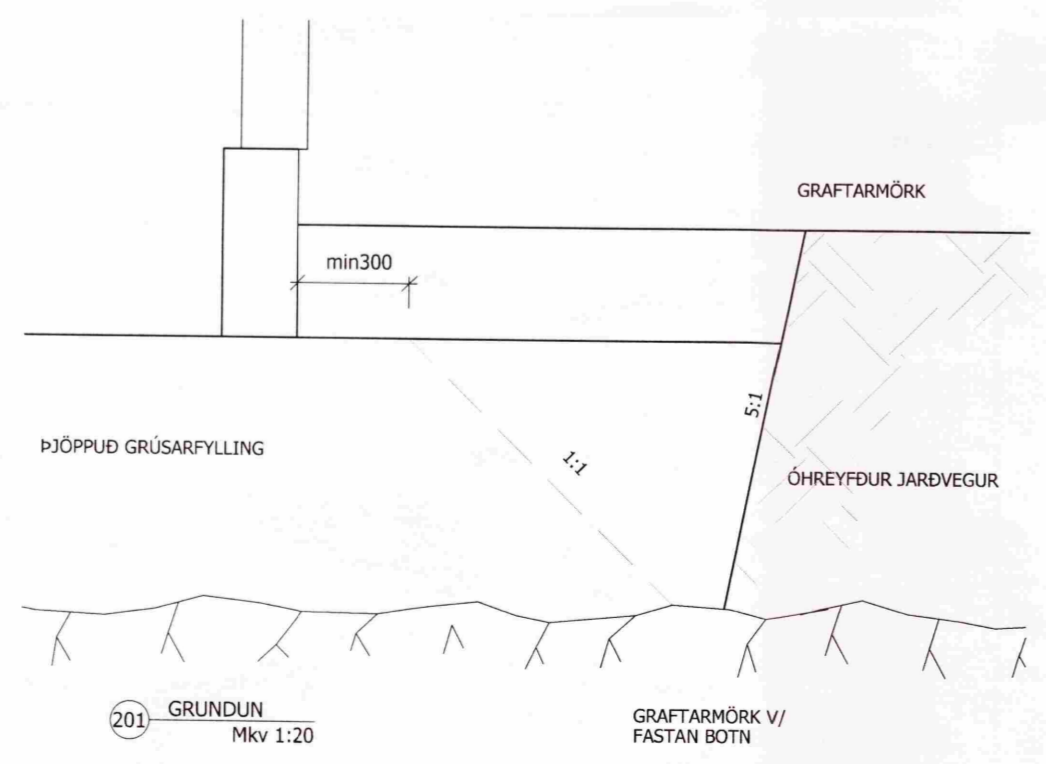 GRAFTARMÖRK
min300
5:1
ÞJÖPPUÐ GRÚSARFYLLING
1:1
ÓHREYFÐUR JARÐVEGUR
201
GRUNDUN
Mkv 1:20
GRAFTARMÖRK V/
FASTAN BOTN